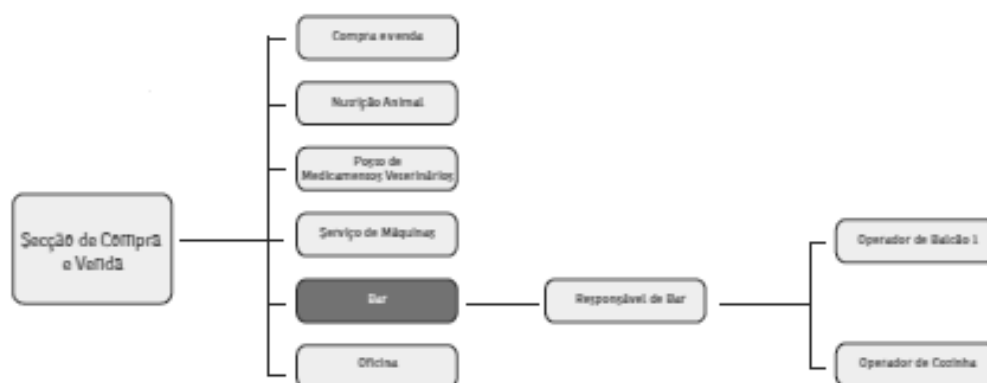 Compra e venda
Nutrição Animal
Posto de
Medicamentos Veterinários
Secção de Compra
e Venda
Serviço de Máquinas
Operador de Balcão 1
Bar
Responsável de Bar
Oficina
Operador de Cozinha